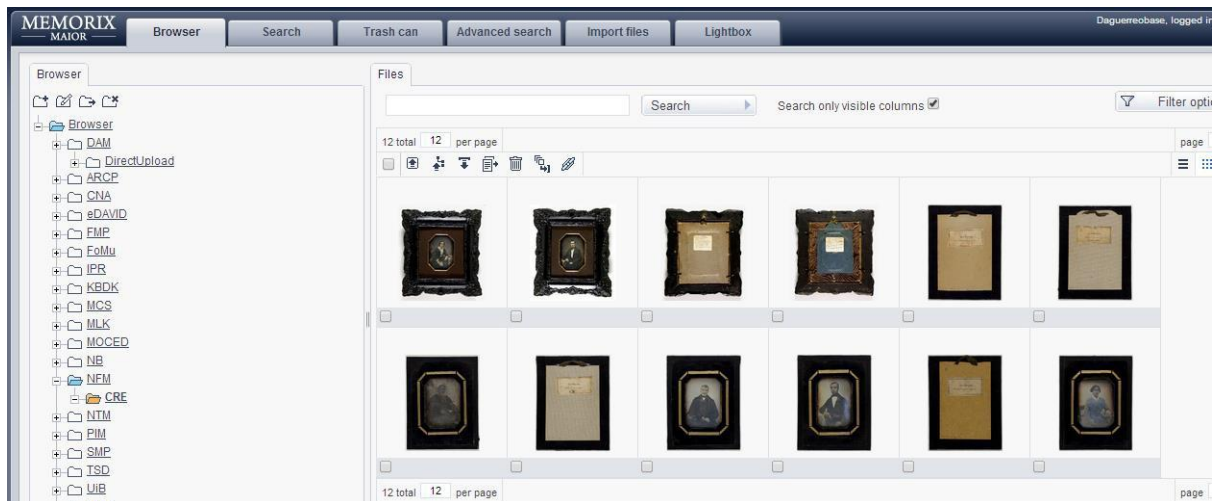 MEMORIX
MAIOR
Browser
Search
Trash can
Advanced search
Import files
Lightbox
Daguerreobase, logged in
Browser
Browser
DAM
DirectUpload
ARCP
CNA
eDAVID
FMP
FoMu
IPR
KBDK
MCS
MLK
MOCED
NB
NFM
CRE
NTM
PIM
SMP
TSD
UiB
Files
Search
Search only visible columns
Filter opti
12 total 12 per page
page
12 total 12 per page
page